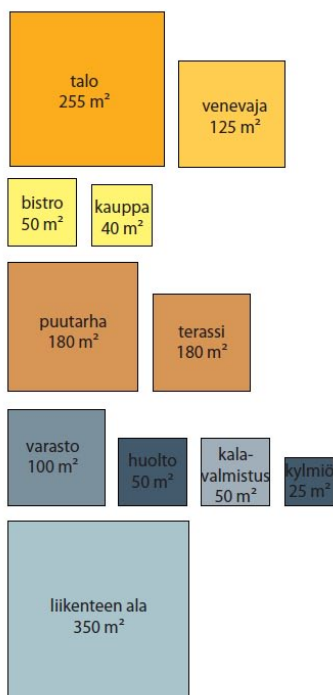 talo
255 m²
venevaja
125 m²
bistro
50 m²
kauppa
40 m²
puutarha
180 m²
terassi
180 m²
varasto
100 m²
huolto
50 m²
kala-
valmistus
50 m²
kylmiö
25 m²
liikenteen ala
350 m²